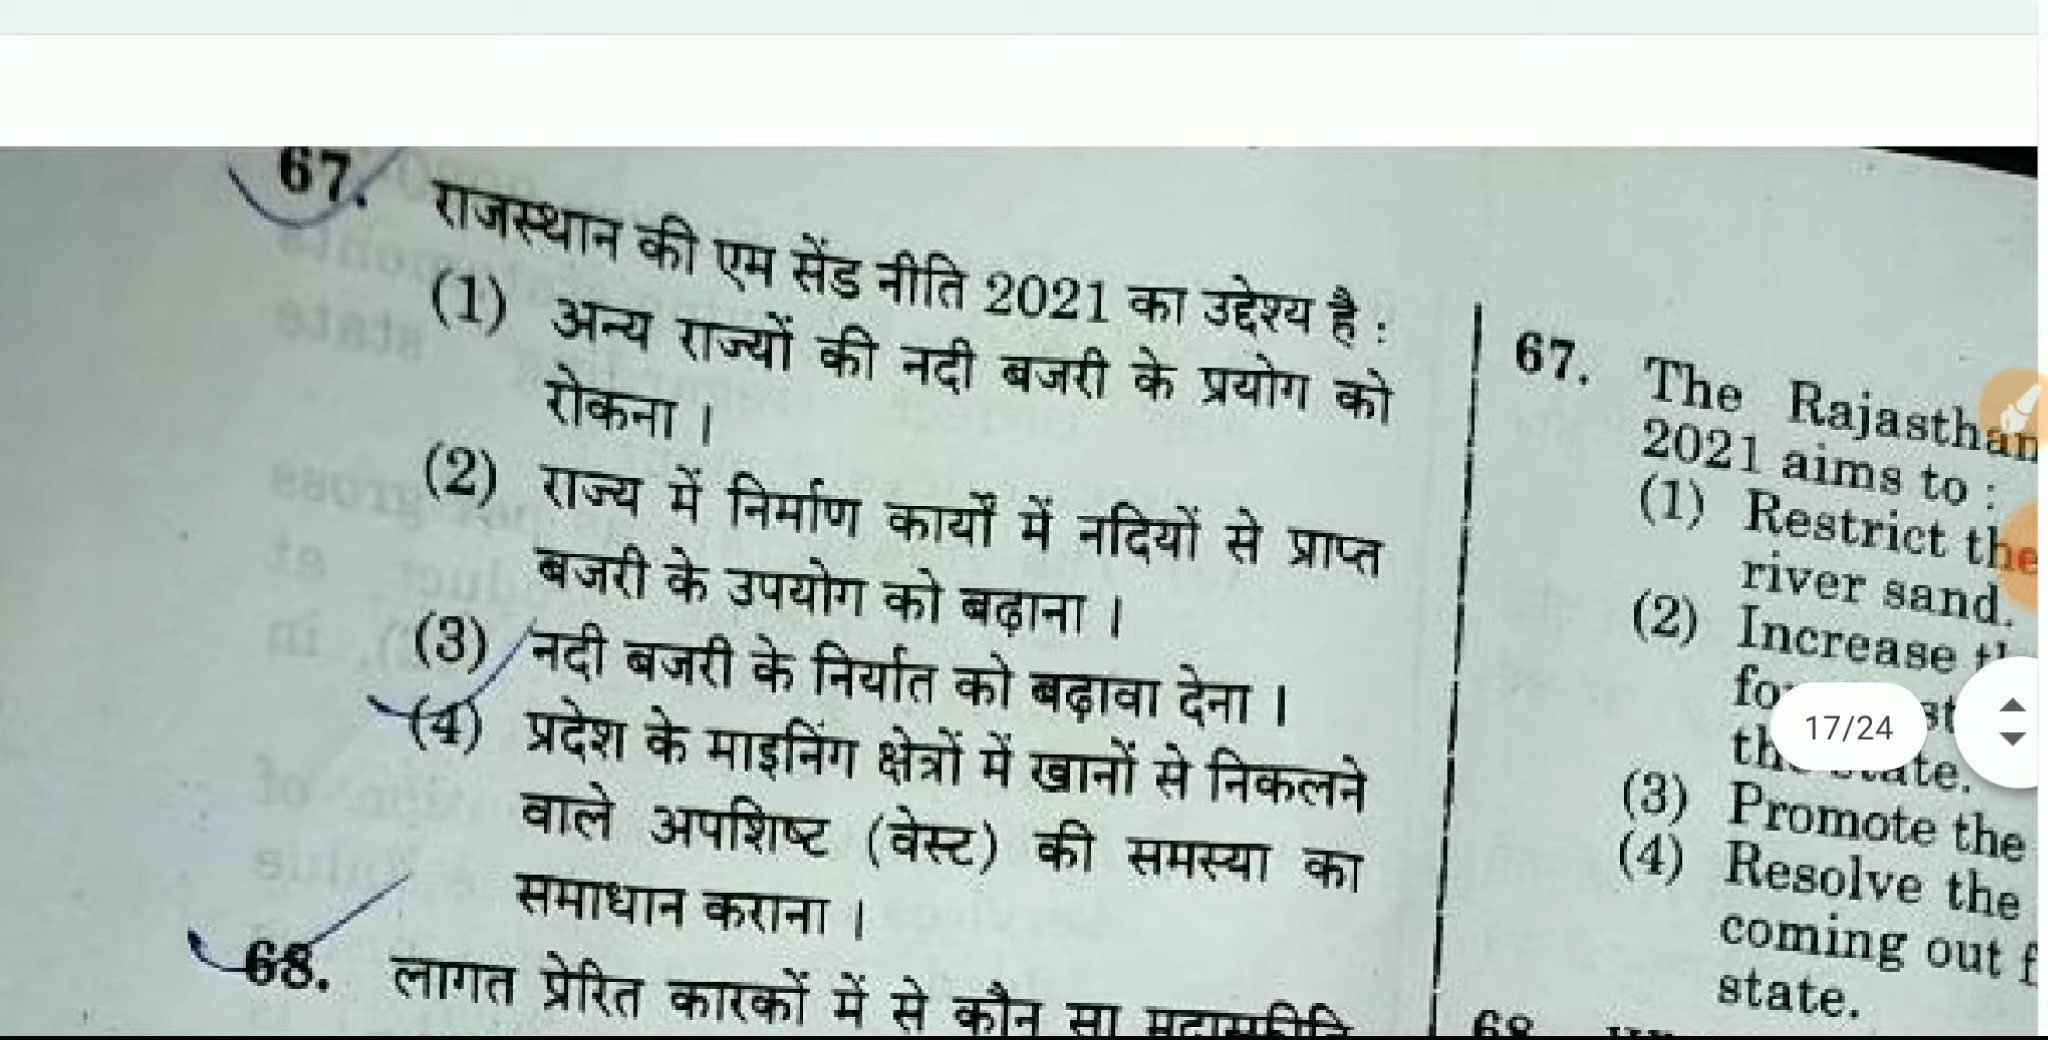 67. राजस्थान की एम सेंड नीति 2021 का उद्देश्य है :
(1) अन्य राज्यों की नदी बजरी के प्रयोग को
रोकना ।
(2) राज्य में निर्माण कार्यों में नदियों से प्राप्त
बजरी के उपयोग को बढ़ाना ।
(3) नदी बजरी के निर्यात को बढ़ावा देना ।
(4) प्रदेश के माइनिंग क्षेत्रों में खानों से निकलने
वाले अपशिष्ट (वेस्ट) की समस्या का
समाधान कराना ।
68. लागत प्रेरित कारकों में से कौन सा
67. The Rajasthan
2021 aims to :
(1) Restrict the
river sand.
(2) Increase
17/24
(3) Promote the
(4) Resolve the
coming out
state.